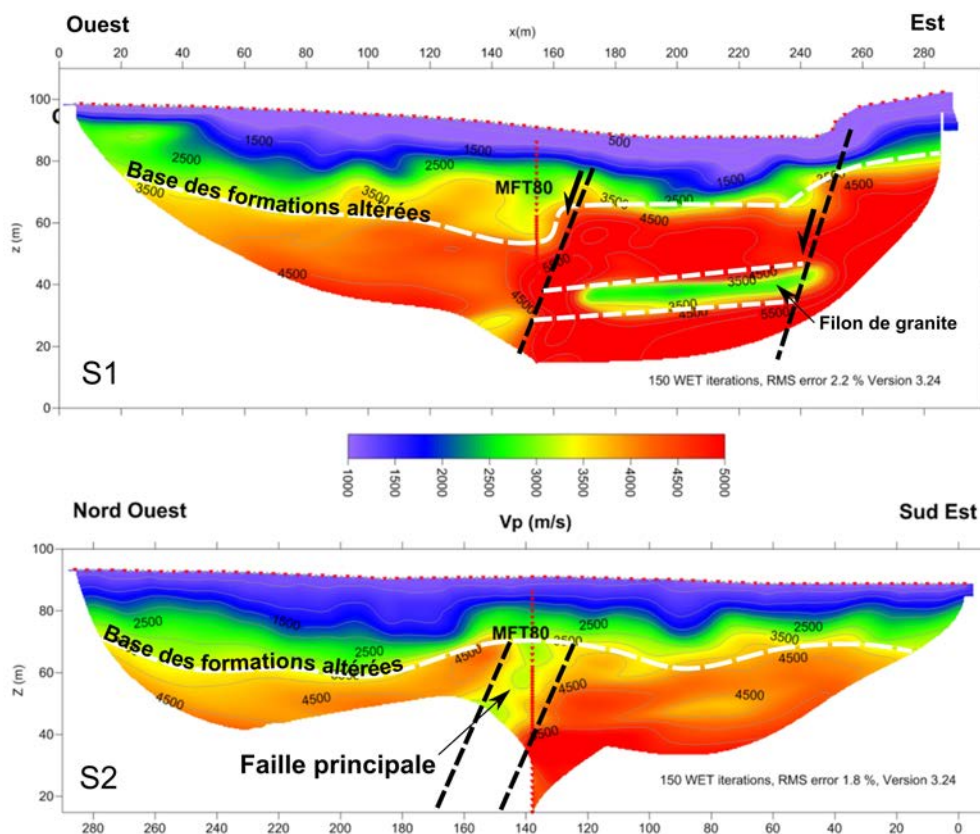 Ouest
Est
x(m)
0 20 40 60 80 100 120 140 160 180 200 220 240 260 280
100
80
60
40
20
0
z (m)
500
1500
1500
1500
2500
2500
2500
3500
3500
3500
3500
4500
4500
4500
Base des formations altérées
MFT80
4500
4500
3500
3500
4500
5500
Filon de granite
S1
150 WET iterations, RMS error 2.2 % Version 3.24
1000 1500 2000 2500 3000 3500 4000 4500 5000
Vp (m/s)
Nord Ouest
Sud Est
100
80
60
40
20
Z (m)
2500
1500
2500
2500
3500
Base des formations altérées
MFT80
4500
4500
4500
4500
4500
4500
Faille principale
S2
150 WET iterations, RMS error 1.8 %, Version 3.24
280 260 240 220 200 180 160 140 120 100 80 60 40 20 0